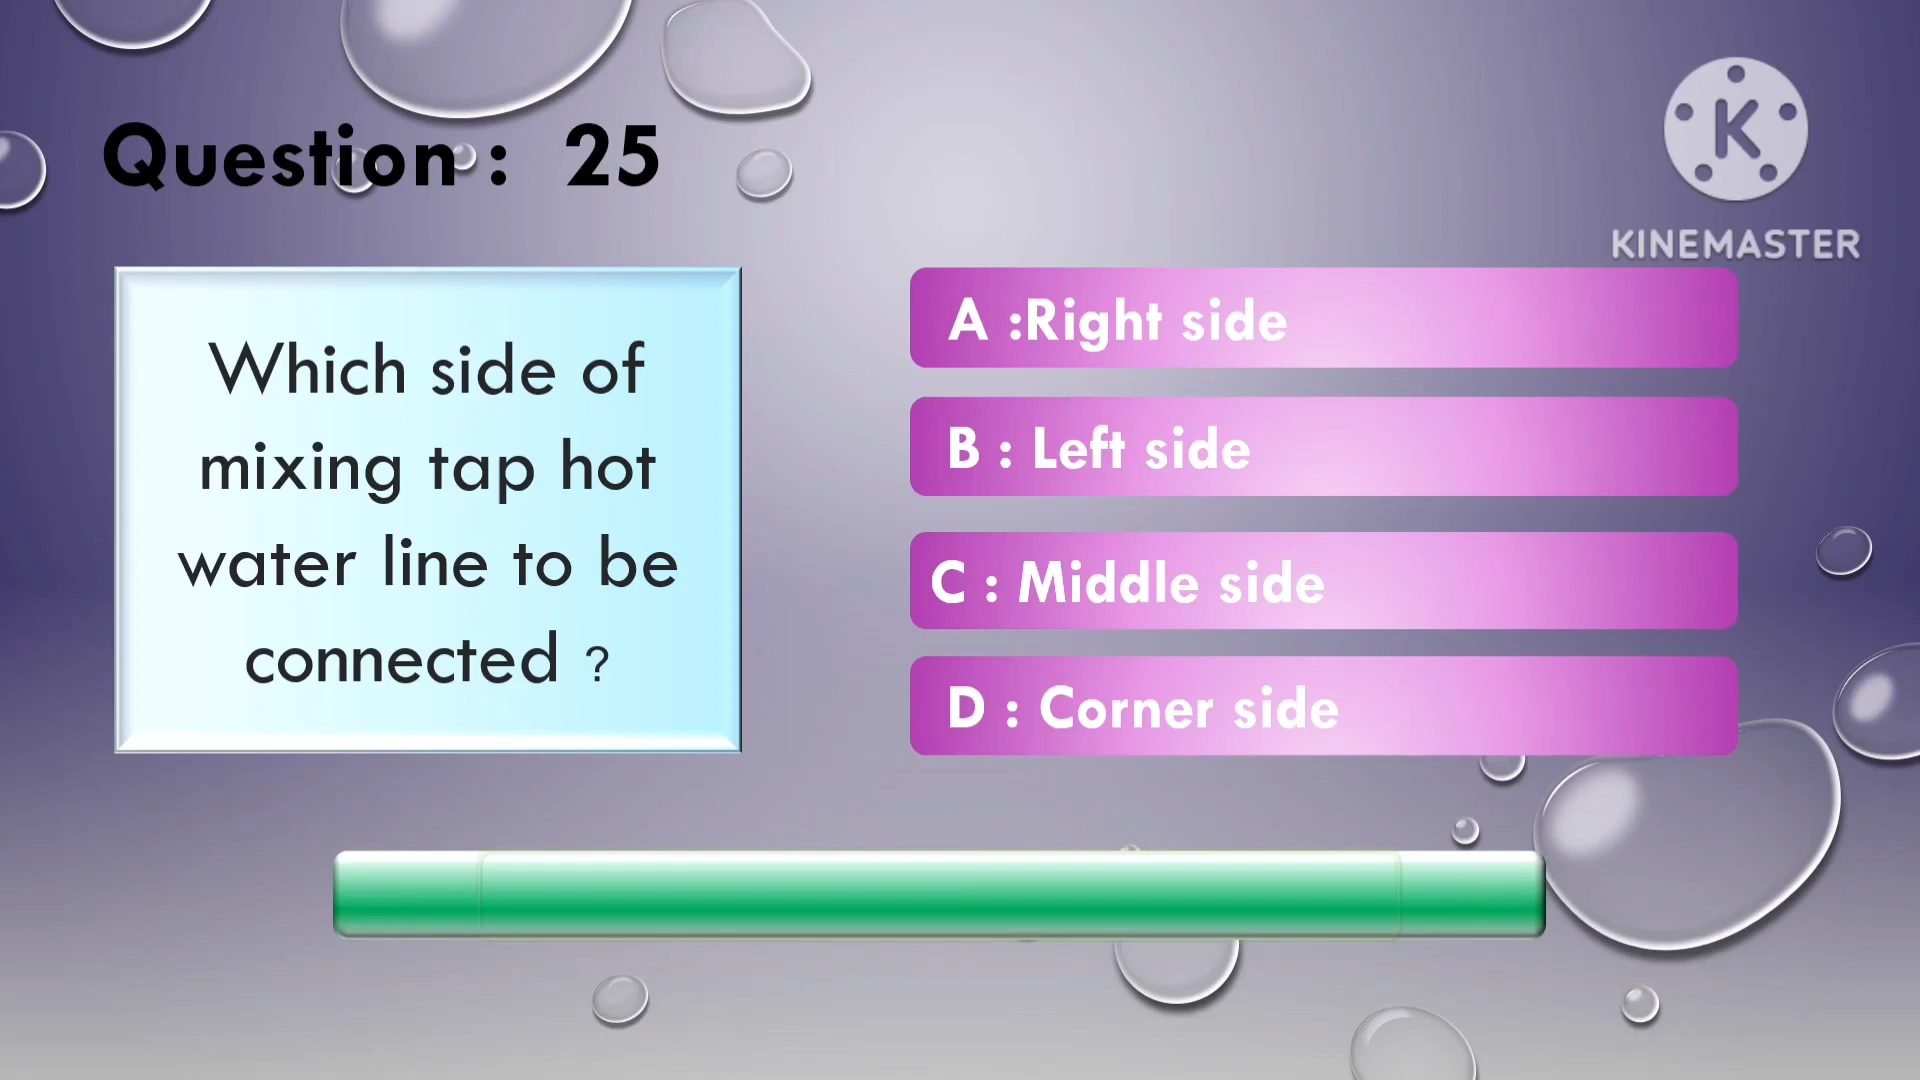 Question : 25
K
KINEMASTER
Which side of
mixing tap hot
water line to be
connected ?
A :Right side
B : Left side
C : Middle side
D : Corner side